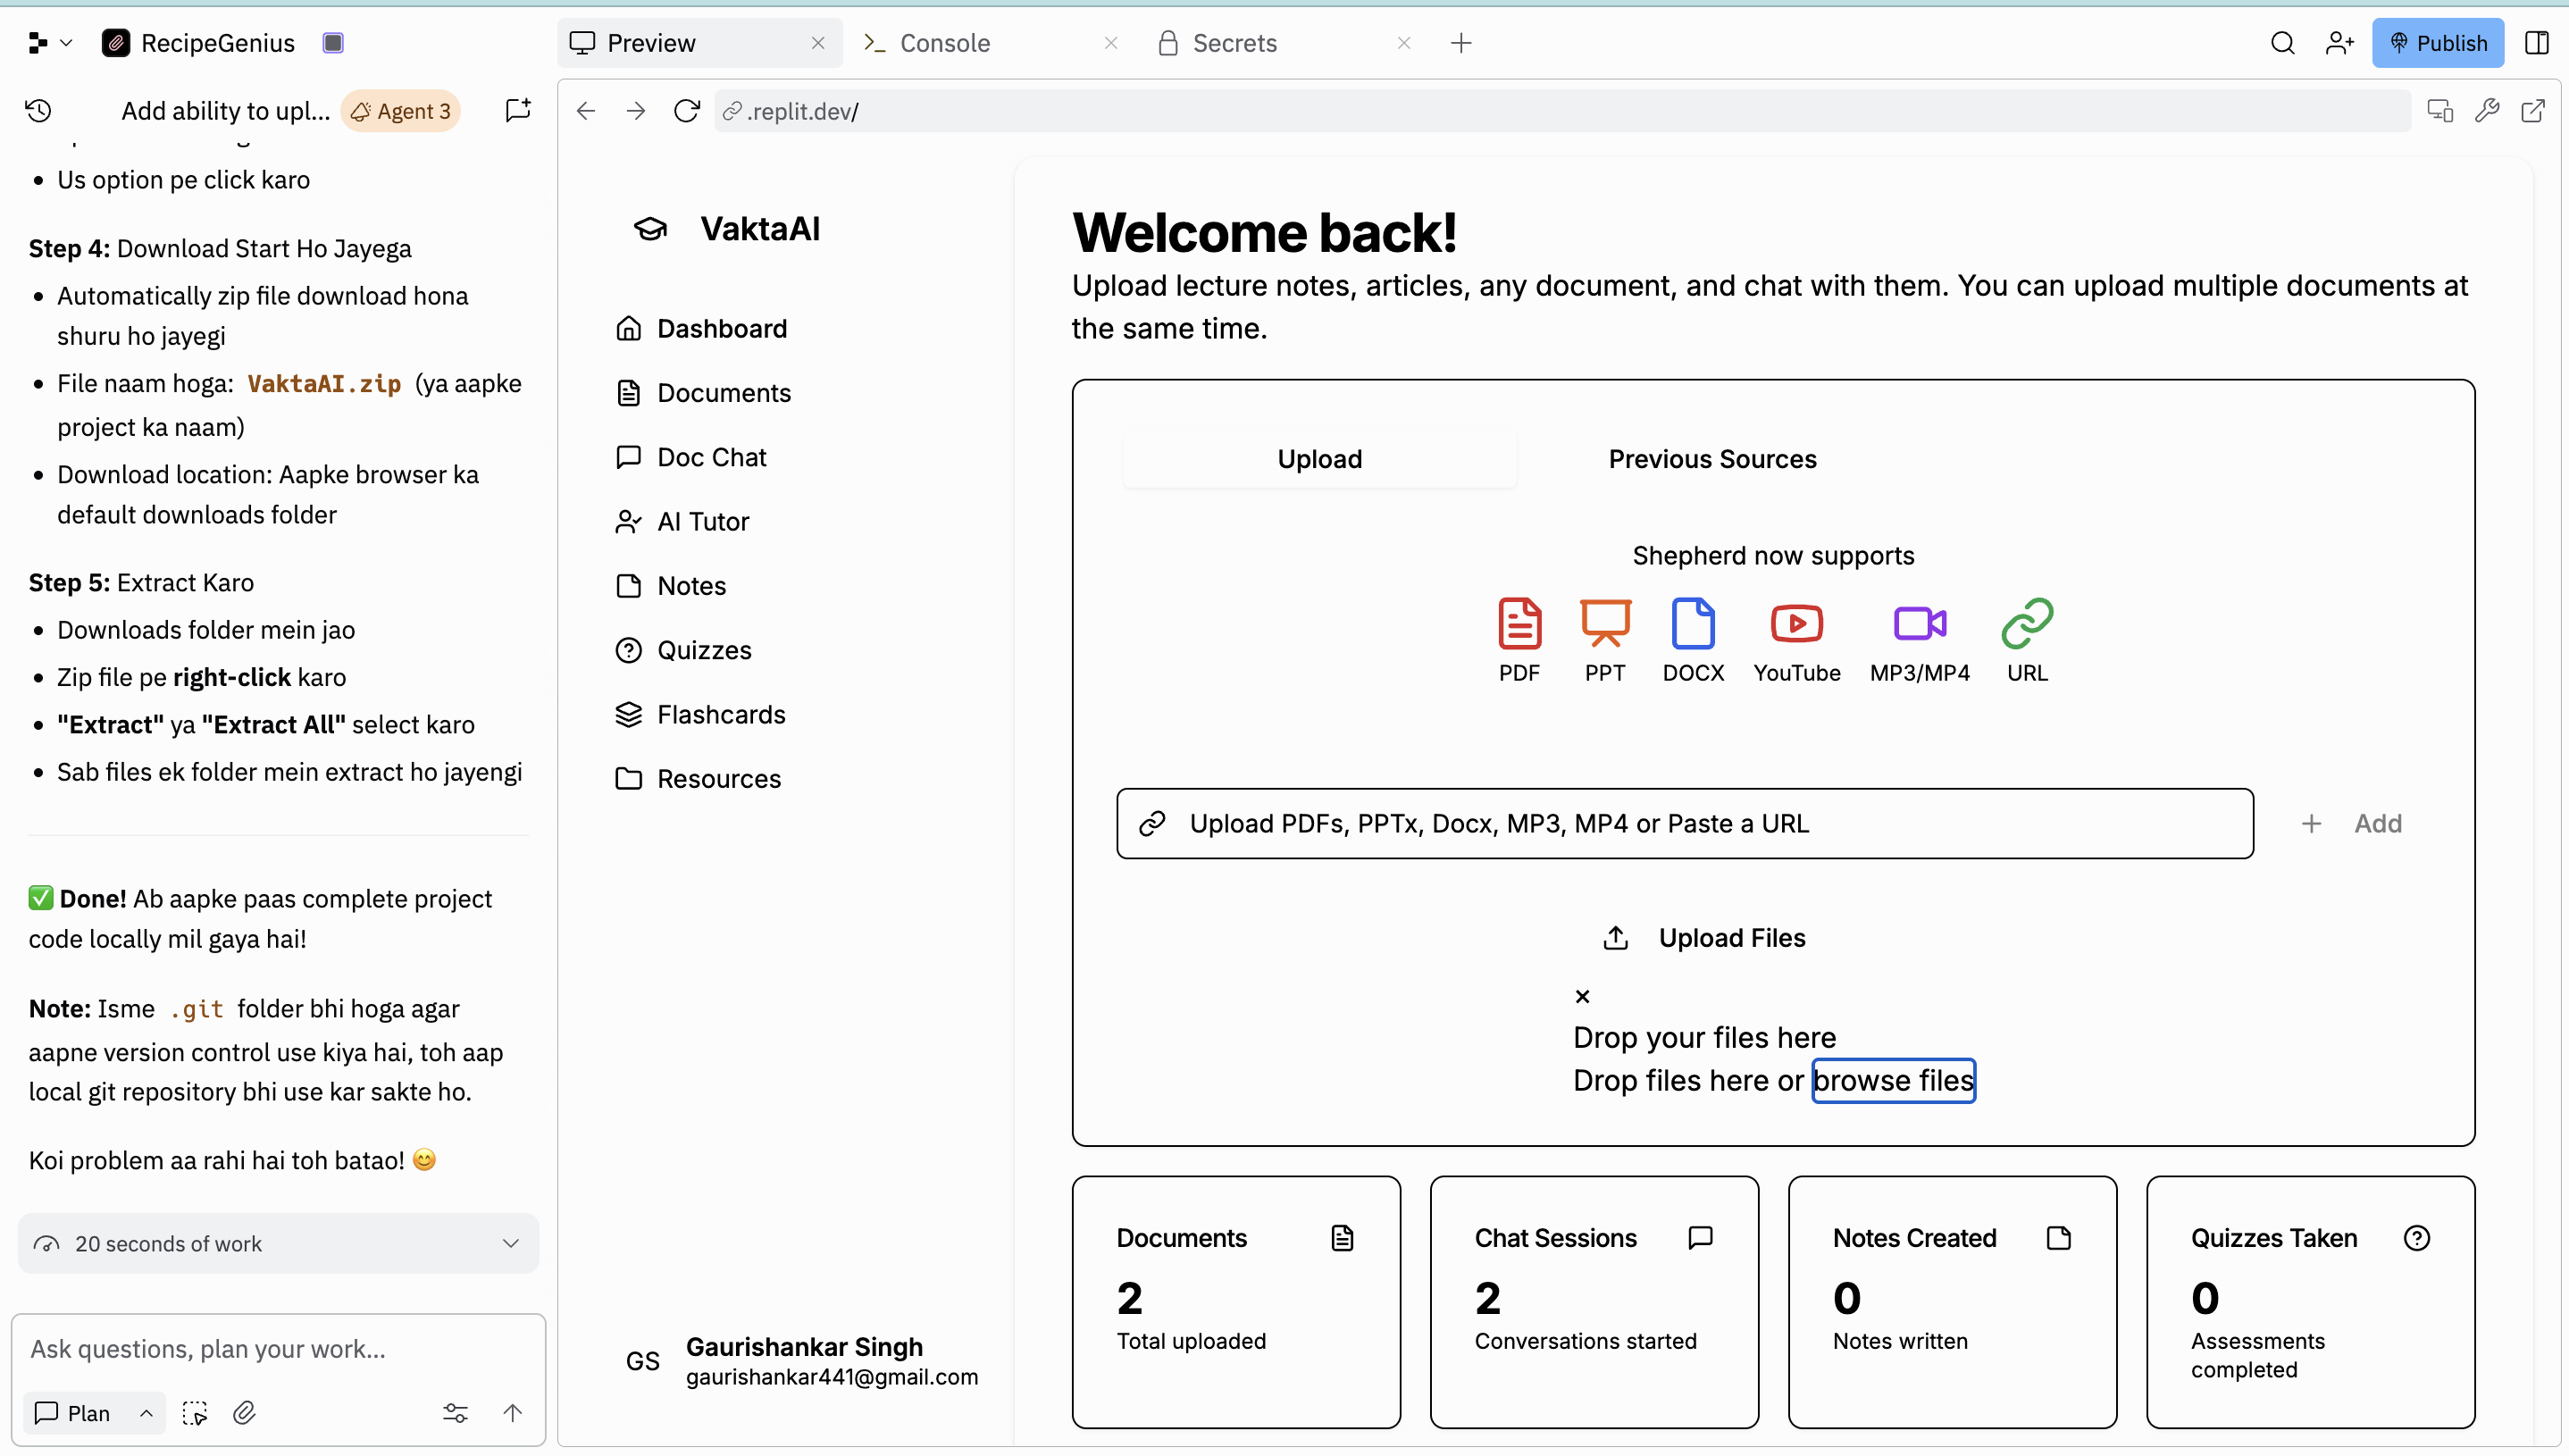 RecipeGenius
Preview
Console
Secrets
Publish
Add ability to upl...
Agent 3
.replit.dev/
Us option pe click karo
Step 4: Download Start Ho Jayega
Automatically zip file download hona
shuru ho jayegi
File naam hoga: VaktaAI.zip (ya aapke
project ka naam)
Download location: Aapke browser ka
default downloads folder
Step 5: Extract Karo
Downloads folder mein jao
Zip file pe right-click karo
"Extract" ya "Extract All" select karo
Sab files ek folder mein extract ho jayengi
✅ Done! Ab aapke paas complete project
code locally mil gaya hai!
Note: Isme .git folder bhi hoga agar
aapne version control use kiya hai, toh aap
local git repository bhi use kar sakte ho.
Koi problem aa rahi hai toh batao! 😊
20 seconds of work
Ask questions, plan your work...
Plan
VaktaAI
Dashboard
Documents
Doc Chat
AI Tutor
Notes
Quizzes
Flashcards
Resources
GS
Gaurishankar Singh
gaurishankar441@gmail.com
Welcome back!
Upload lecture notes, articles, any document, and chat with them. You can upload multiple documents at
the same time.
Upload
Previous Sources
Shepherd now supports
PDF
PPT
DOCX
YouTube
MP3/MP4
URL
Upload PDFs, PPTx, Docx, MP3, MP4 or Paste a URL
Add
Upload Files
×
Drop your files here
Drop files here or browse files
Documents
2
Total uploaded
Chat Sessions
2
Conversations started
Notes Created
0
Notes written
Quizzes Taken
0
Assessments
completed